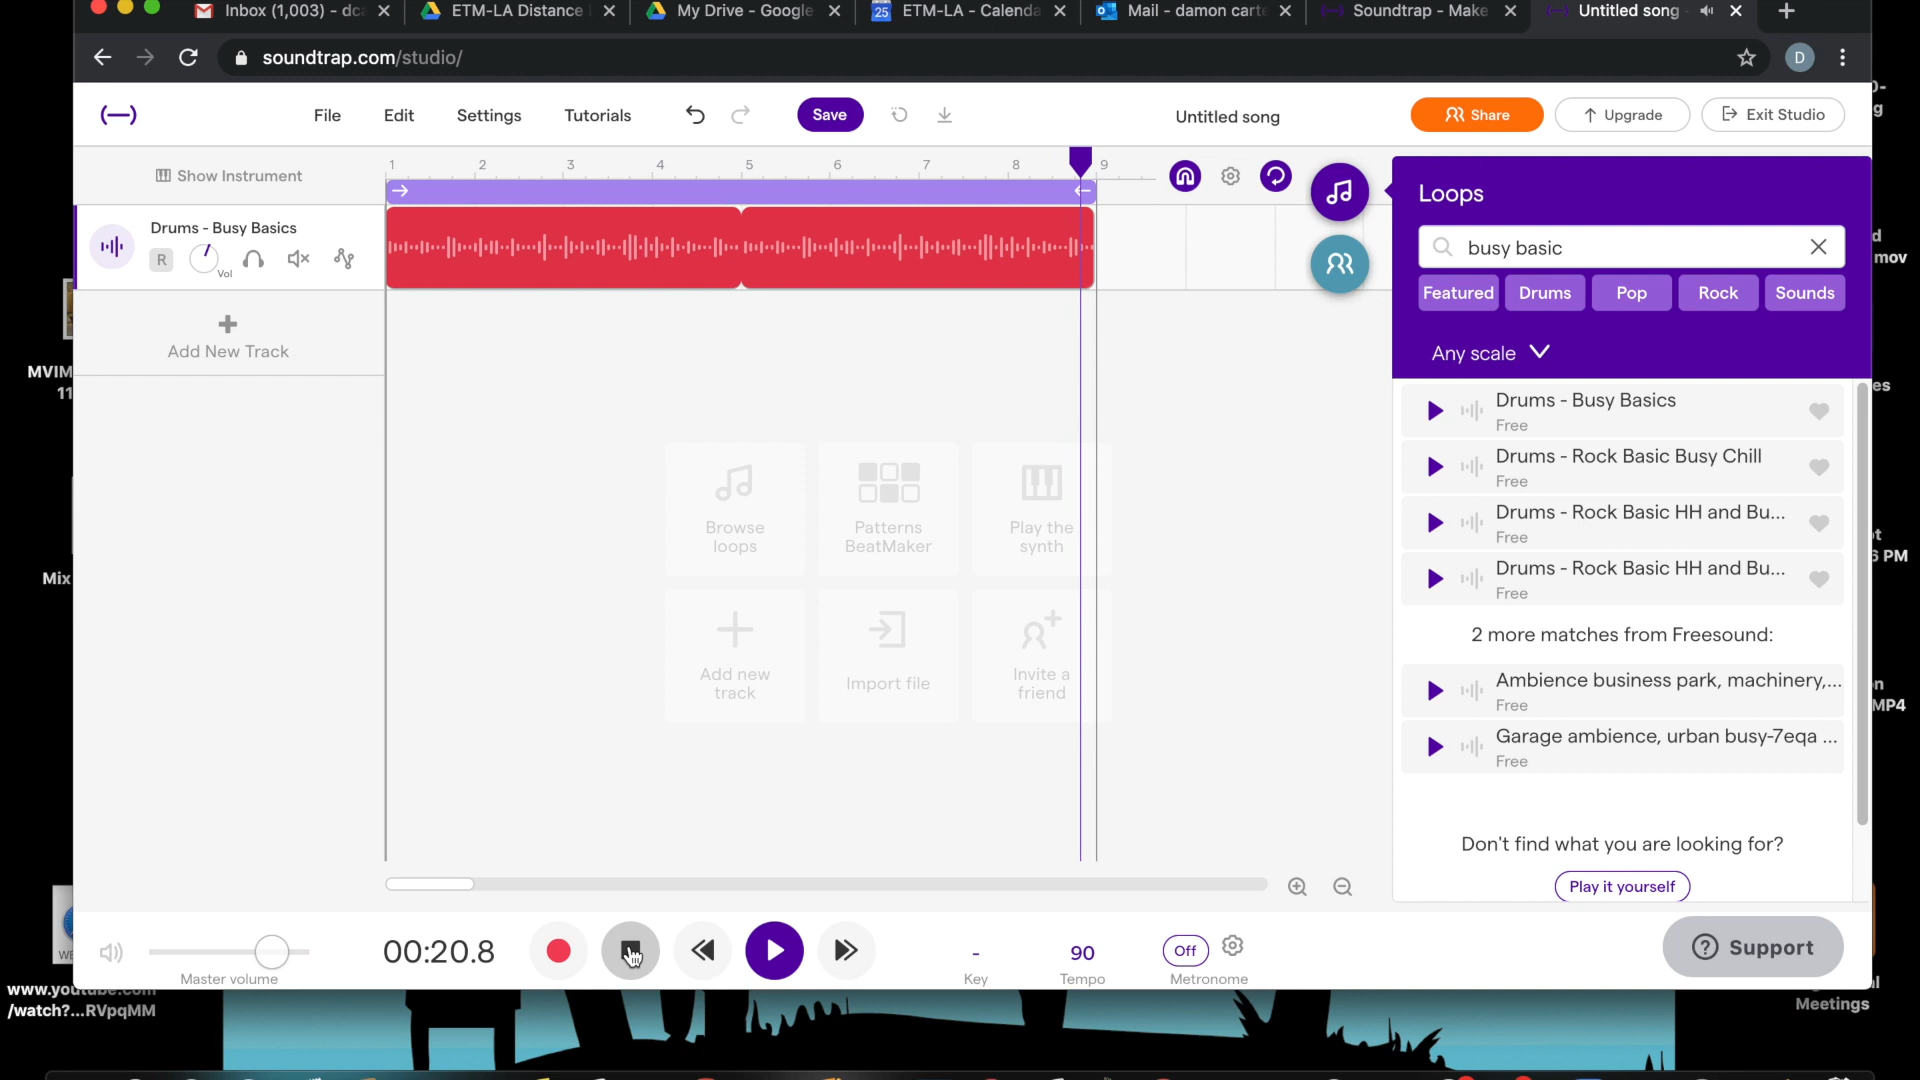 Inbox (1,003) - dca
ETM-LA Distance
My Drive - Google
25
ETM-LA - Calenda
Mail - damon carte
Soundtrap - Make
Untitled song
soundtrap.com/studio/
D
File
Edit
Settings
Tutorials
Save
Untitled song
Share
Upgrade
Exit Studio
Show Instrument
1 2 3 4 5 6 7 8 9
Drums - Busy Basics
R
Vol
Add New Track
Browse
loops
Patterns
BeatMaker
Play the
synth
Add new
track
Import file
Invite a
friend
Loops
busy basic
Featured
Drums
Pop
Rock
Sounds
Any scale
Drums - Busy Basics
Free
Drums - Rock Basic Busy Chill
Free
Drums - Rock Basic HH and Bu...
Free
Drums - Rock Basic HH and Bu...
Free
2 more matches from Freesound:
Ambience business park, machinery,...
Free
Garage ambience, urban busy-7eqa ...
Free
Don't find what you are looking for?
Play it yourself
Master volume
00:20.8
-
Key
90
Tempo
Off
Metronome
Support
MVIM
11
Mix
www.youtube.com
/watch?...RVpqMM
mov
PM
MP4
Meetings